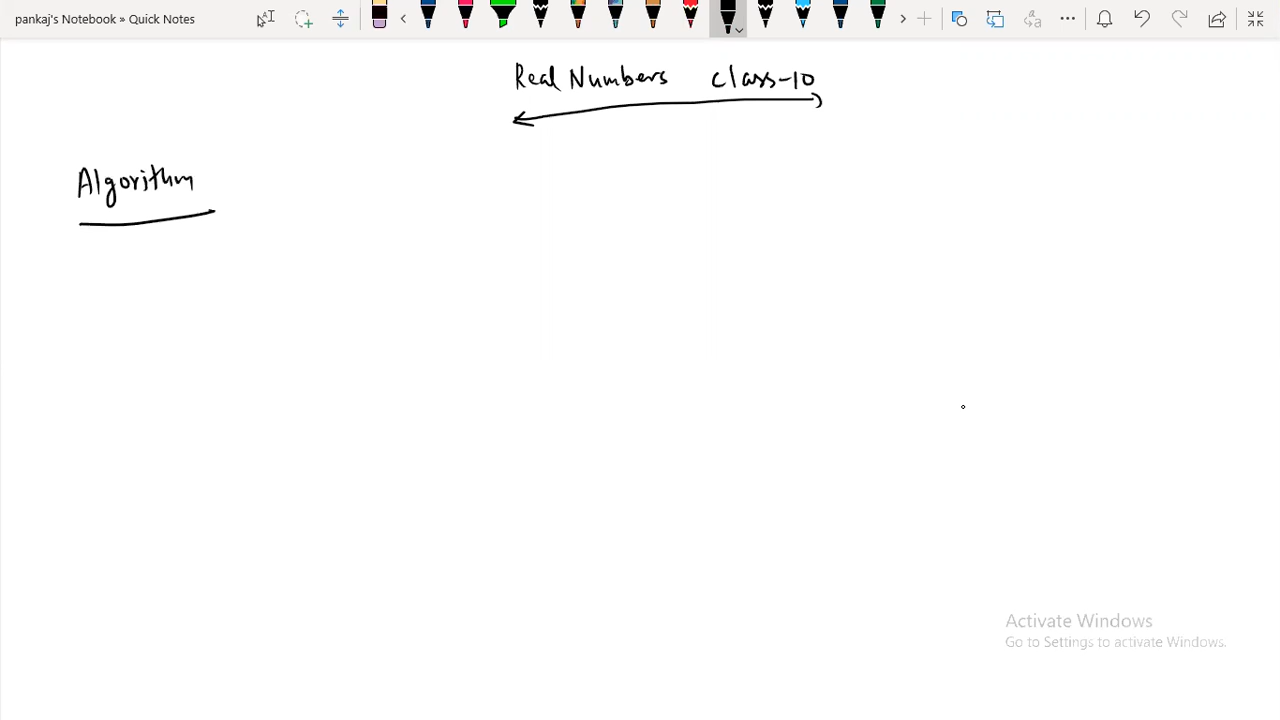 pankaj's Notebook » Quick Notes
Real Numbers class-10
Algorithm
Activate Windows
Go to Settings to activate Windows.